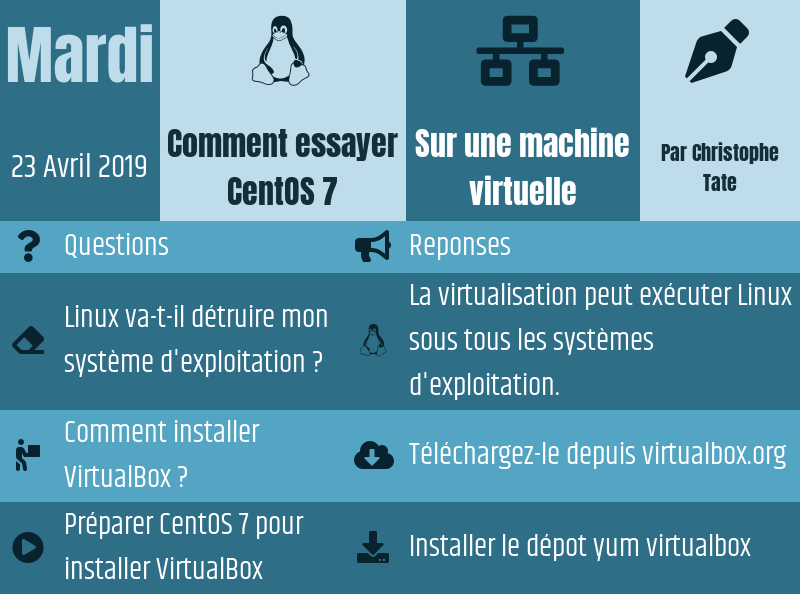 Mardi
23 Avril 2019
Comment essayer
CentOS 7
Sur une machine
virtuelle
Par Christophe
Tate
? Questions
Reponses
Linux va-t-il détruire mon
système d'exploitation ?
La virtualisation peut exécuter Linux
sous tous les systèmes
d'exploitation.
Comment installer
VirtualBox ?
Téléchargez-le depuis virtualbox.org
Préparer CentOS 7 pour
installer VirtualBox
Installer le dépot yum virtualbox